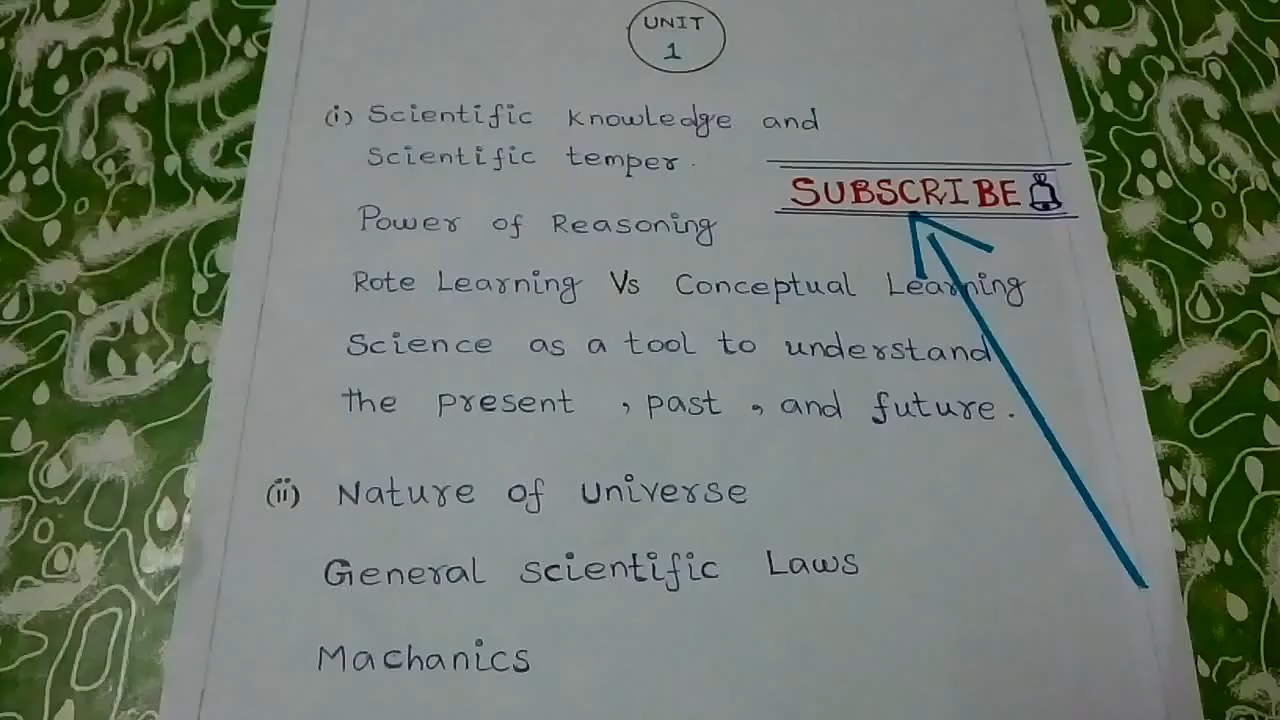 UNIT
1
(i) Scientific knowledge and
Scientific temper.
SUBSCRIBE
Power of Reasoning
Rote Learning Vs Conceptual Learning
Science as a tool to understand
the present , past , and future.
(ii) Nature of universe
General scientific Laws
Machanics